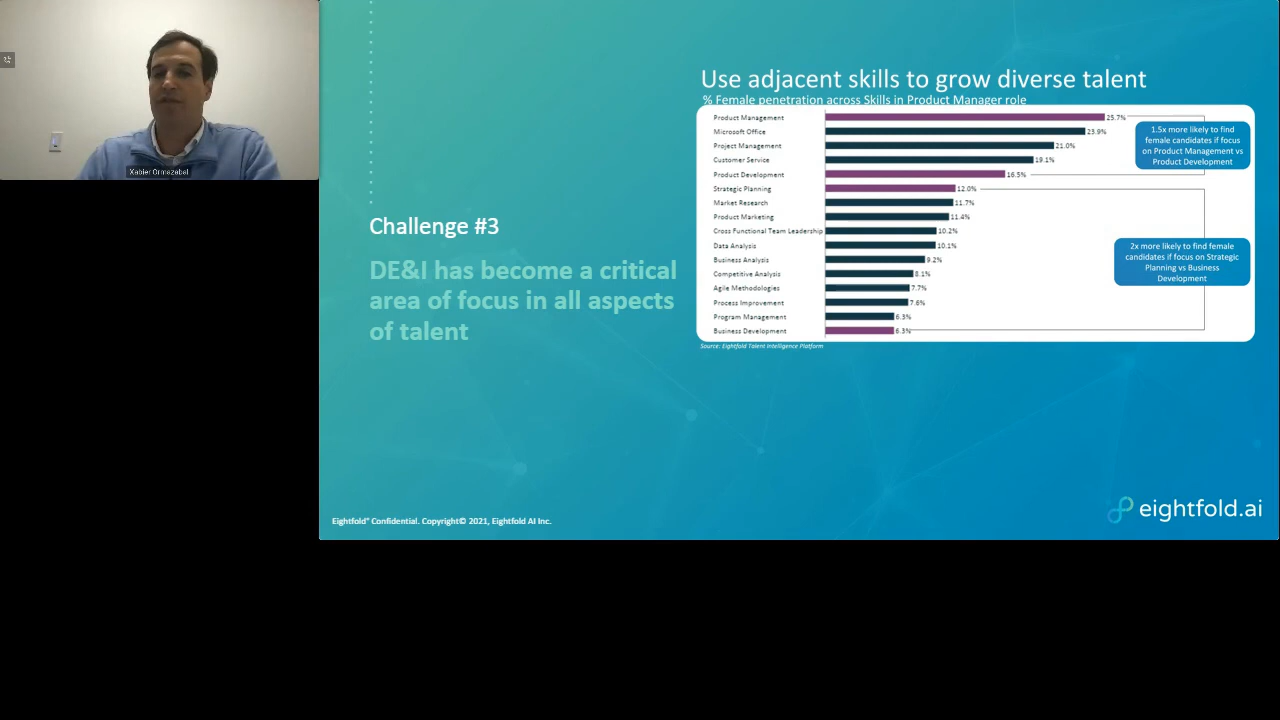 Xabier Ormazabal
Challenge #3
DE&I has become a critical
area of focus in all aspects
of talent
Use adjacent skills to grow diverse talent
% Female penetration across Skills in Product Manager role
Product Management 25.7%
Microsoft Office 23.9%
Project Management 21.0%
Customer Service 19.1%
Product Development 16.5%
Strategic Planning 12.0%
Market Research 11.7%
Product Marketing 11.4%
Cross Functional Team Leadership 10.2%
Data Analysis 10.1%
Business Analysis 9.2%
Competitive Analysis 8.1%
Agile Methodologies 7.7%
Process Improvement 7.6%
Program Management 6.3%
Business Development 6.3%
1.5x more likely to find
female candidates if focus
on Product Management vs
Product Development
2x more likely to find female
candidates if focus on Strategic
Planning vs Business
Development
Source: Eightfold Talent Intelligence Platform
Eightfold® Confidential. Copyright© 2021, Eightfold AI Inc.
eightfold.ai